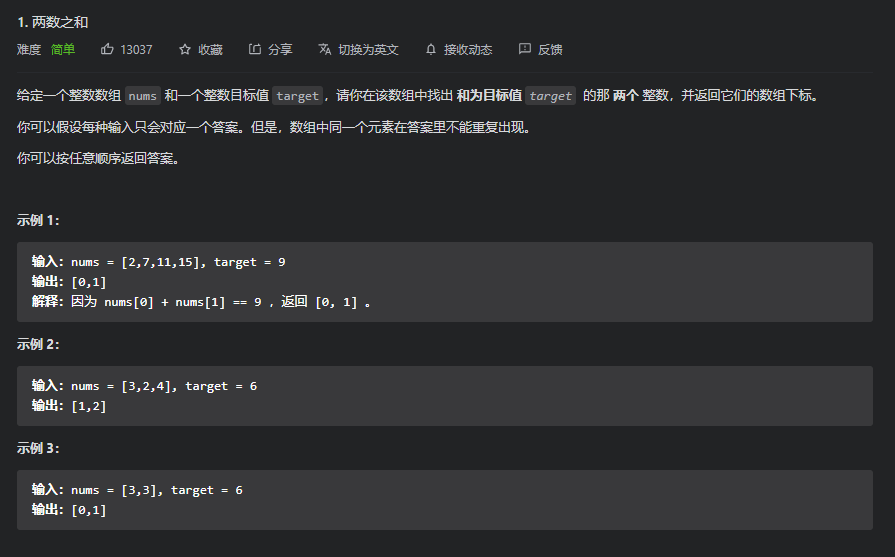 1. 两数之和
难度 简单 13037 收藏 分享 切换为英文 接收动态 反馈
给定一个整数数组 nums 和一个整数目标值 target，请你在该数组中找出 和为目标值 target 的那 两个 整数，并返回它们的数组下标。
你可以假设每种输入只会对应一个答案。但是，数组中同一个元素在答案里不能重复出现。
你可以按任意顺序返回答案。
示例 1：
输入：nums = [2,7,11,15], target = 9
输出：[0,1]
解释：因为 nums[0] + nums[1] == 9 ，返回 [0, 1] 。
示例 2：
输入：nums = [3,2,4], target = 6
输出：[1,2]
示例 3：
输入：nums = [3,3], target = 6
输出：[0,1]